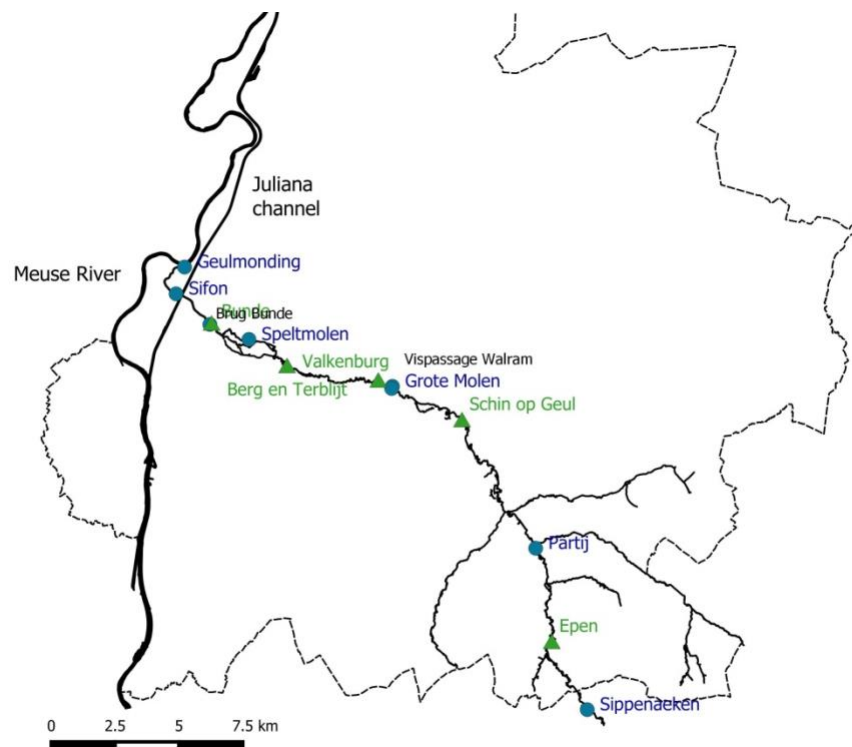 Juliana
channel
Meuse River
Geulmonding
Sifon
Bunde
Brug Bunde
Speltmolen
Valkenburg
Vispassage Walram
Berg en Terblijt
Grote Molen
Schin op Geul
Partij
Epen
Sippenaeken
0 2.5 5 7.5 km